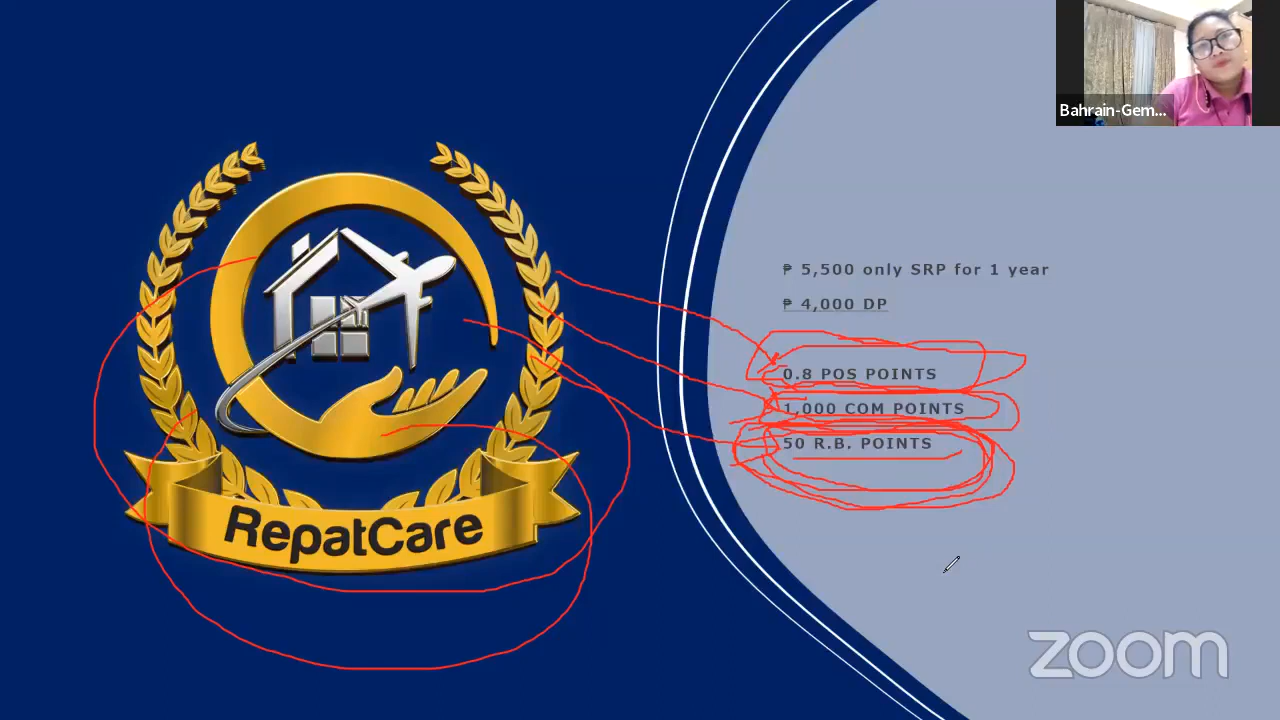 Bahrain-Gem...
₱ 5,500 only SRP for 1 year
₱ 4,000 DP
0.8 POS POINTS
1,000 COM POINTS
50 R.B. POINTS
RepatCare
zoom